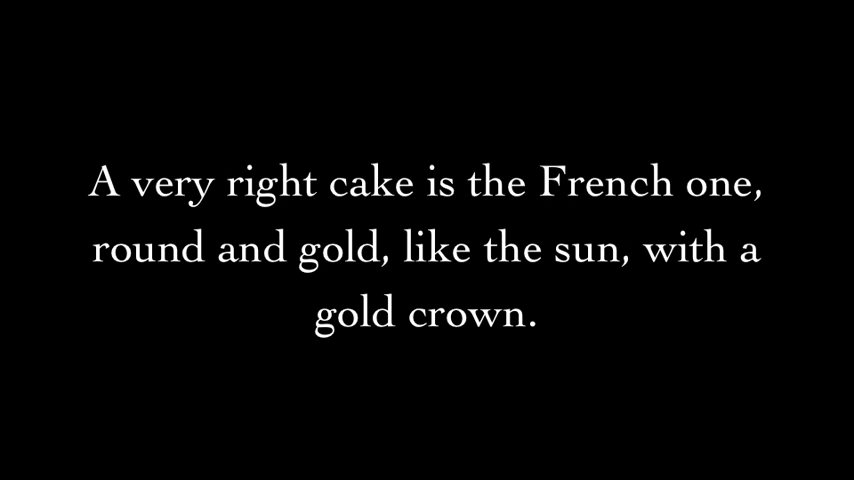 A very right cake is the French one,
round and gold, like the sun, with a
gold crown.